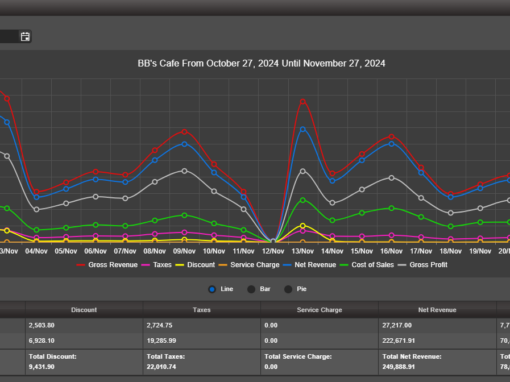 BB's Cafe From October 27, 2024 Until November 27, 2024
3/Nov 04/Nov 05/Nov 06/Nov 07/Nov 08/Nov 09/Nov 10/Nov 11/Nov 12/Nov 13/Nov 14/Nov 15/Nov 16/Nov 17/Nov 18/Nov 19/Nov 20/
Gross Revenue Taxes Discount Service Charge Net Revenue Cost of Sales Gross Profit
Line Bar Pie
Discount Taxes Service Charge Net Revenue
2,503.80 2,724.75 0.00 27,217.00 7,7
6,928.10 19,285.99 0.00 222,671.91 70,
Total Discount: Total Taxes: Total Service Charge: Total Net Revenue: Tot
9,431.90 22,010.74 0.00 249,888.91 78,